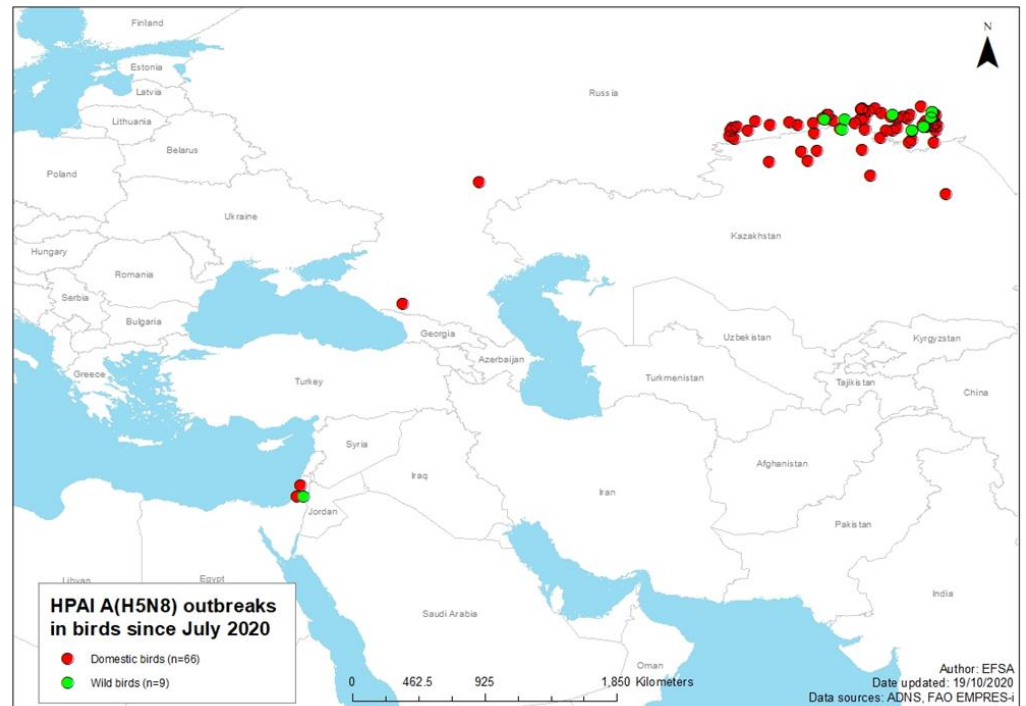 Finland
N
Estonia
Russia
Latvia
Lithuania
Belarus
Poland
Ukraine
Kazakhstan
Hungary
Romania
Serbia
Bulgaria
Georgia
Uzbekistan
Kyrgyzstan
Azerbaijan
Greece
Turkey
Turkmenistan
Tajikistan
China
Syria
Afghanistan
Iraq
Iran
Jordan
Pakistan
Libyan
Egypt
India
Saudi Arabia
Oman
HPAI A(H5N8) outbreaks
in birds since July 2020
Domestic birds (n=66)
Wild birds (n=9)
0 462.5 925 1,850 Kilometers
Author: EFSA
Date updated: 19/10/2020
Data sources: ADNS, FAO EMPRES-i